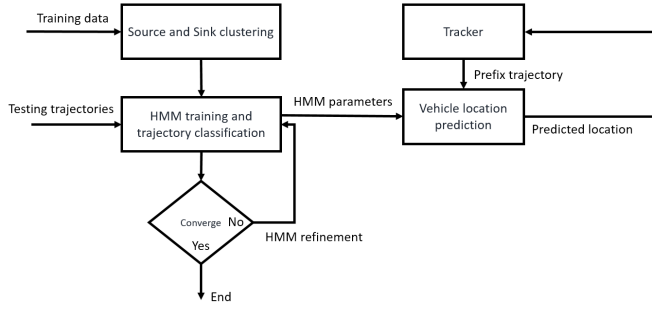 Training data
Source and Sink clustering
Tracker
Prefix trajectory
Testing trajectories
HMM training and
trajectory classification
HMM parameters
Vehicle location
prediction
Predicted location
Converge
No
Yes
HMM refinement
End